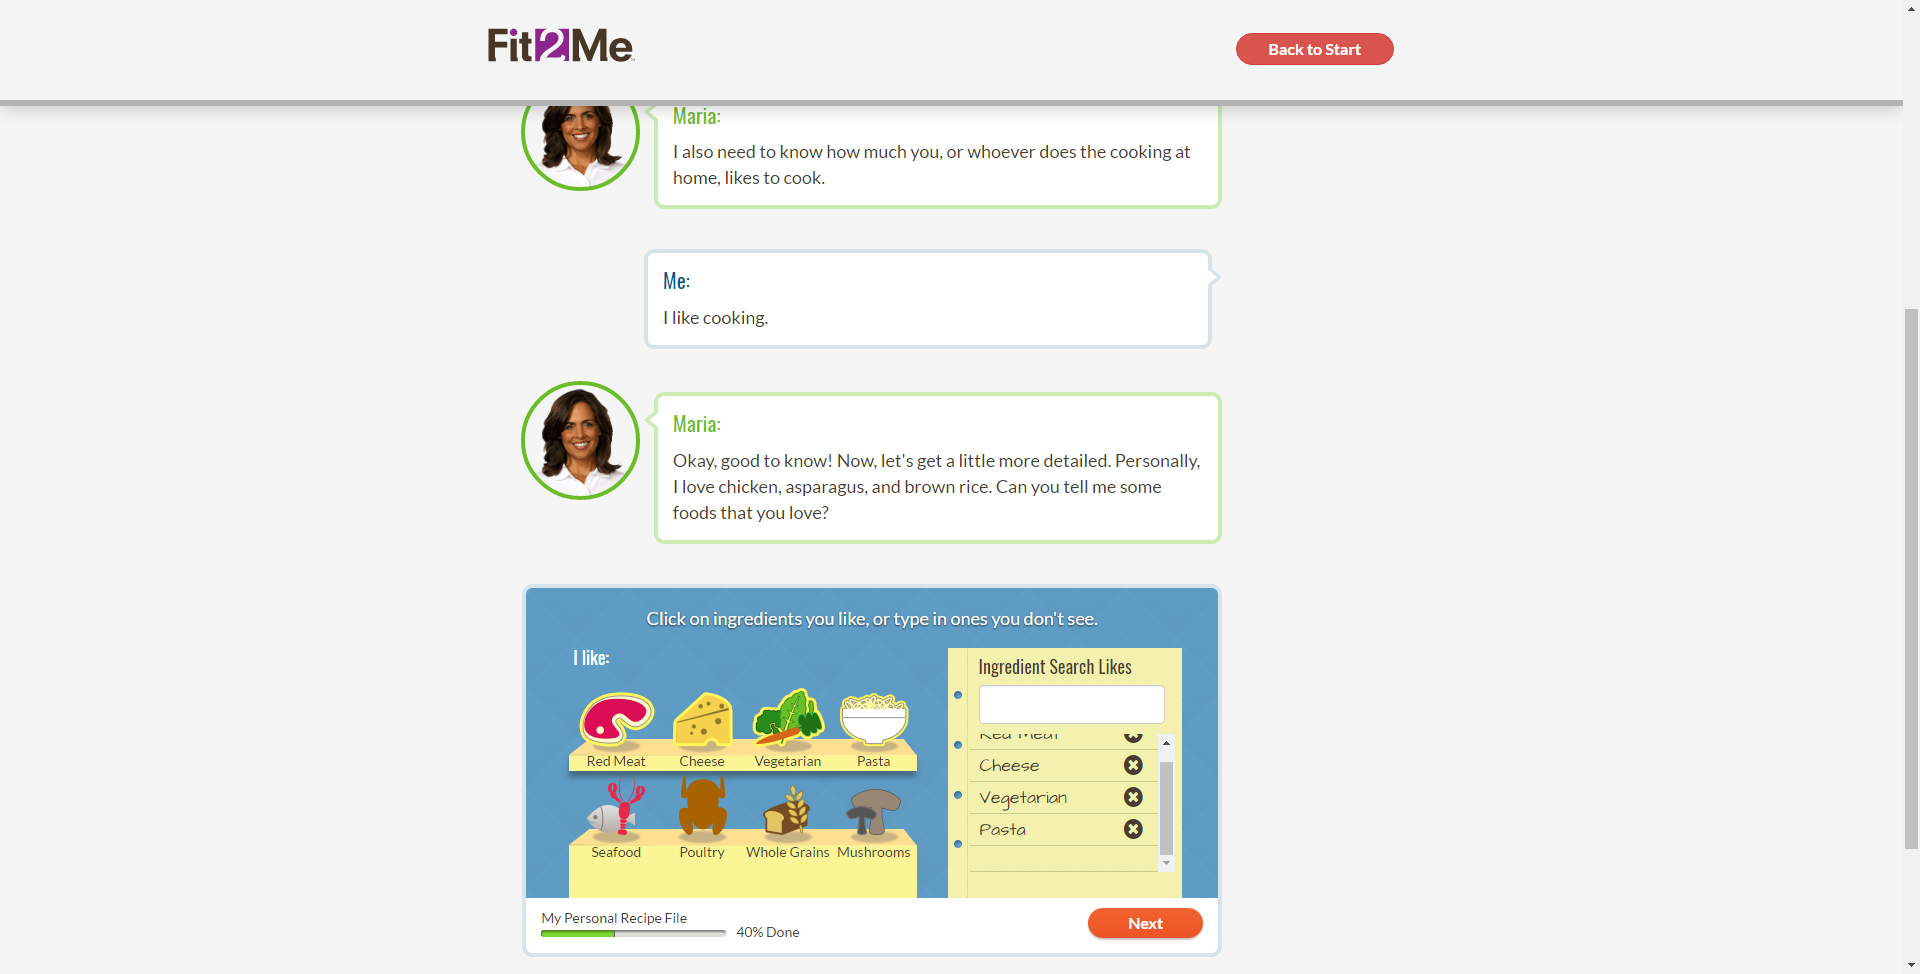 Fit2Me
Back to Start
Maria:
I also need to know how much you, or whoever does the cooking at
home, likes to cook.
Me:
I like cooking.
Maria:
Okay, good to know! Now, let's get a little more detailed. Personally,
I love chicken, asparagus, and brown rice. Can you tell me some
foods that you love?
Click on ingredients you like, or type in ones you don't see.
I like:
Red Meat Cheese Vegetarian Pasta
Seafood Poultry Whole Grains Mushrooms
Ingredient Search Likes
Red Meat
Cheese
Vegetarian
Pasta
My Personal Recipe File
40% Done
Next